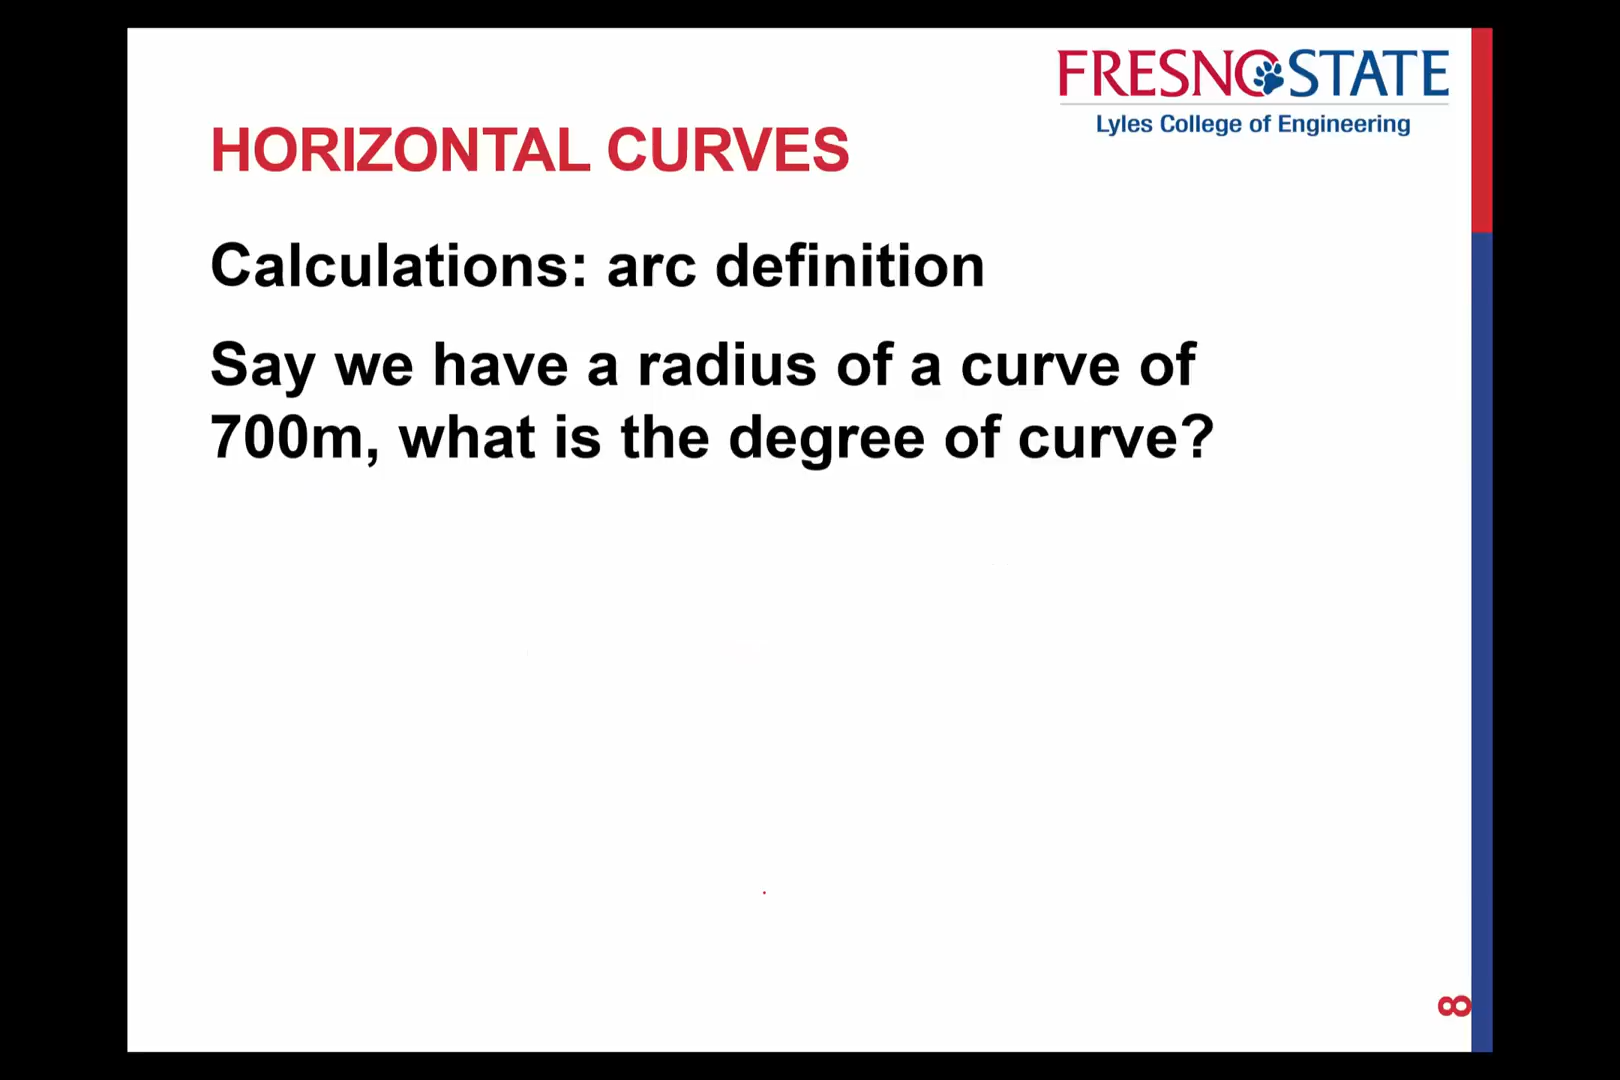 FRESNO STATE
Lyles College of Engineering
HORIZONTAL CURVES
Calculations: arc definition
Say we have a radius of a curve of
700m, what is the degree of curve?
8